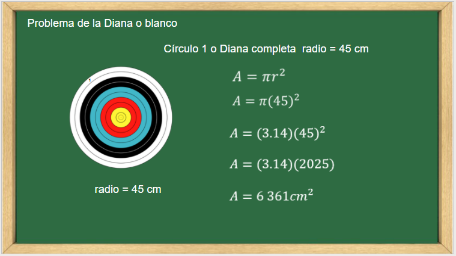 Problema de la Diana o blanco
Circulo 1 o Diana completa radio = 45 cm
A = πr²
A = π(45)²
A = (3.14)(45)²
A = (3.14)(2025)
A = 6 361cm²
radio = 45 cm